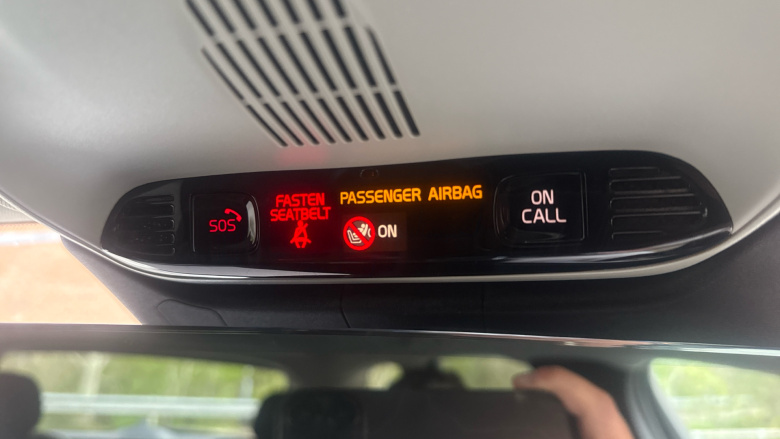 SOS
FASTEN
SEATBELT
PASSENGER AIRBAG
ON
ON
CALL